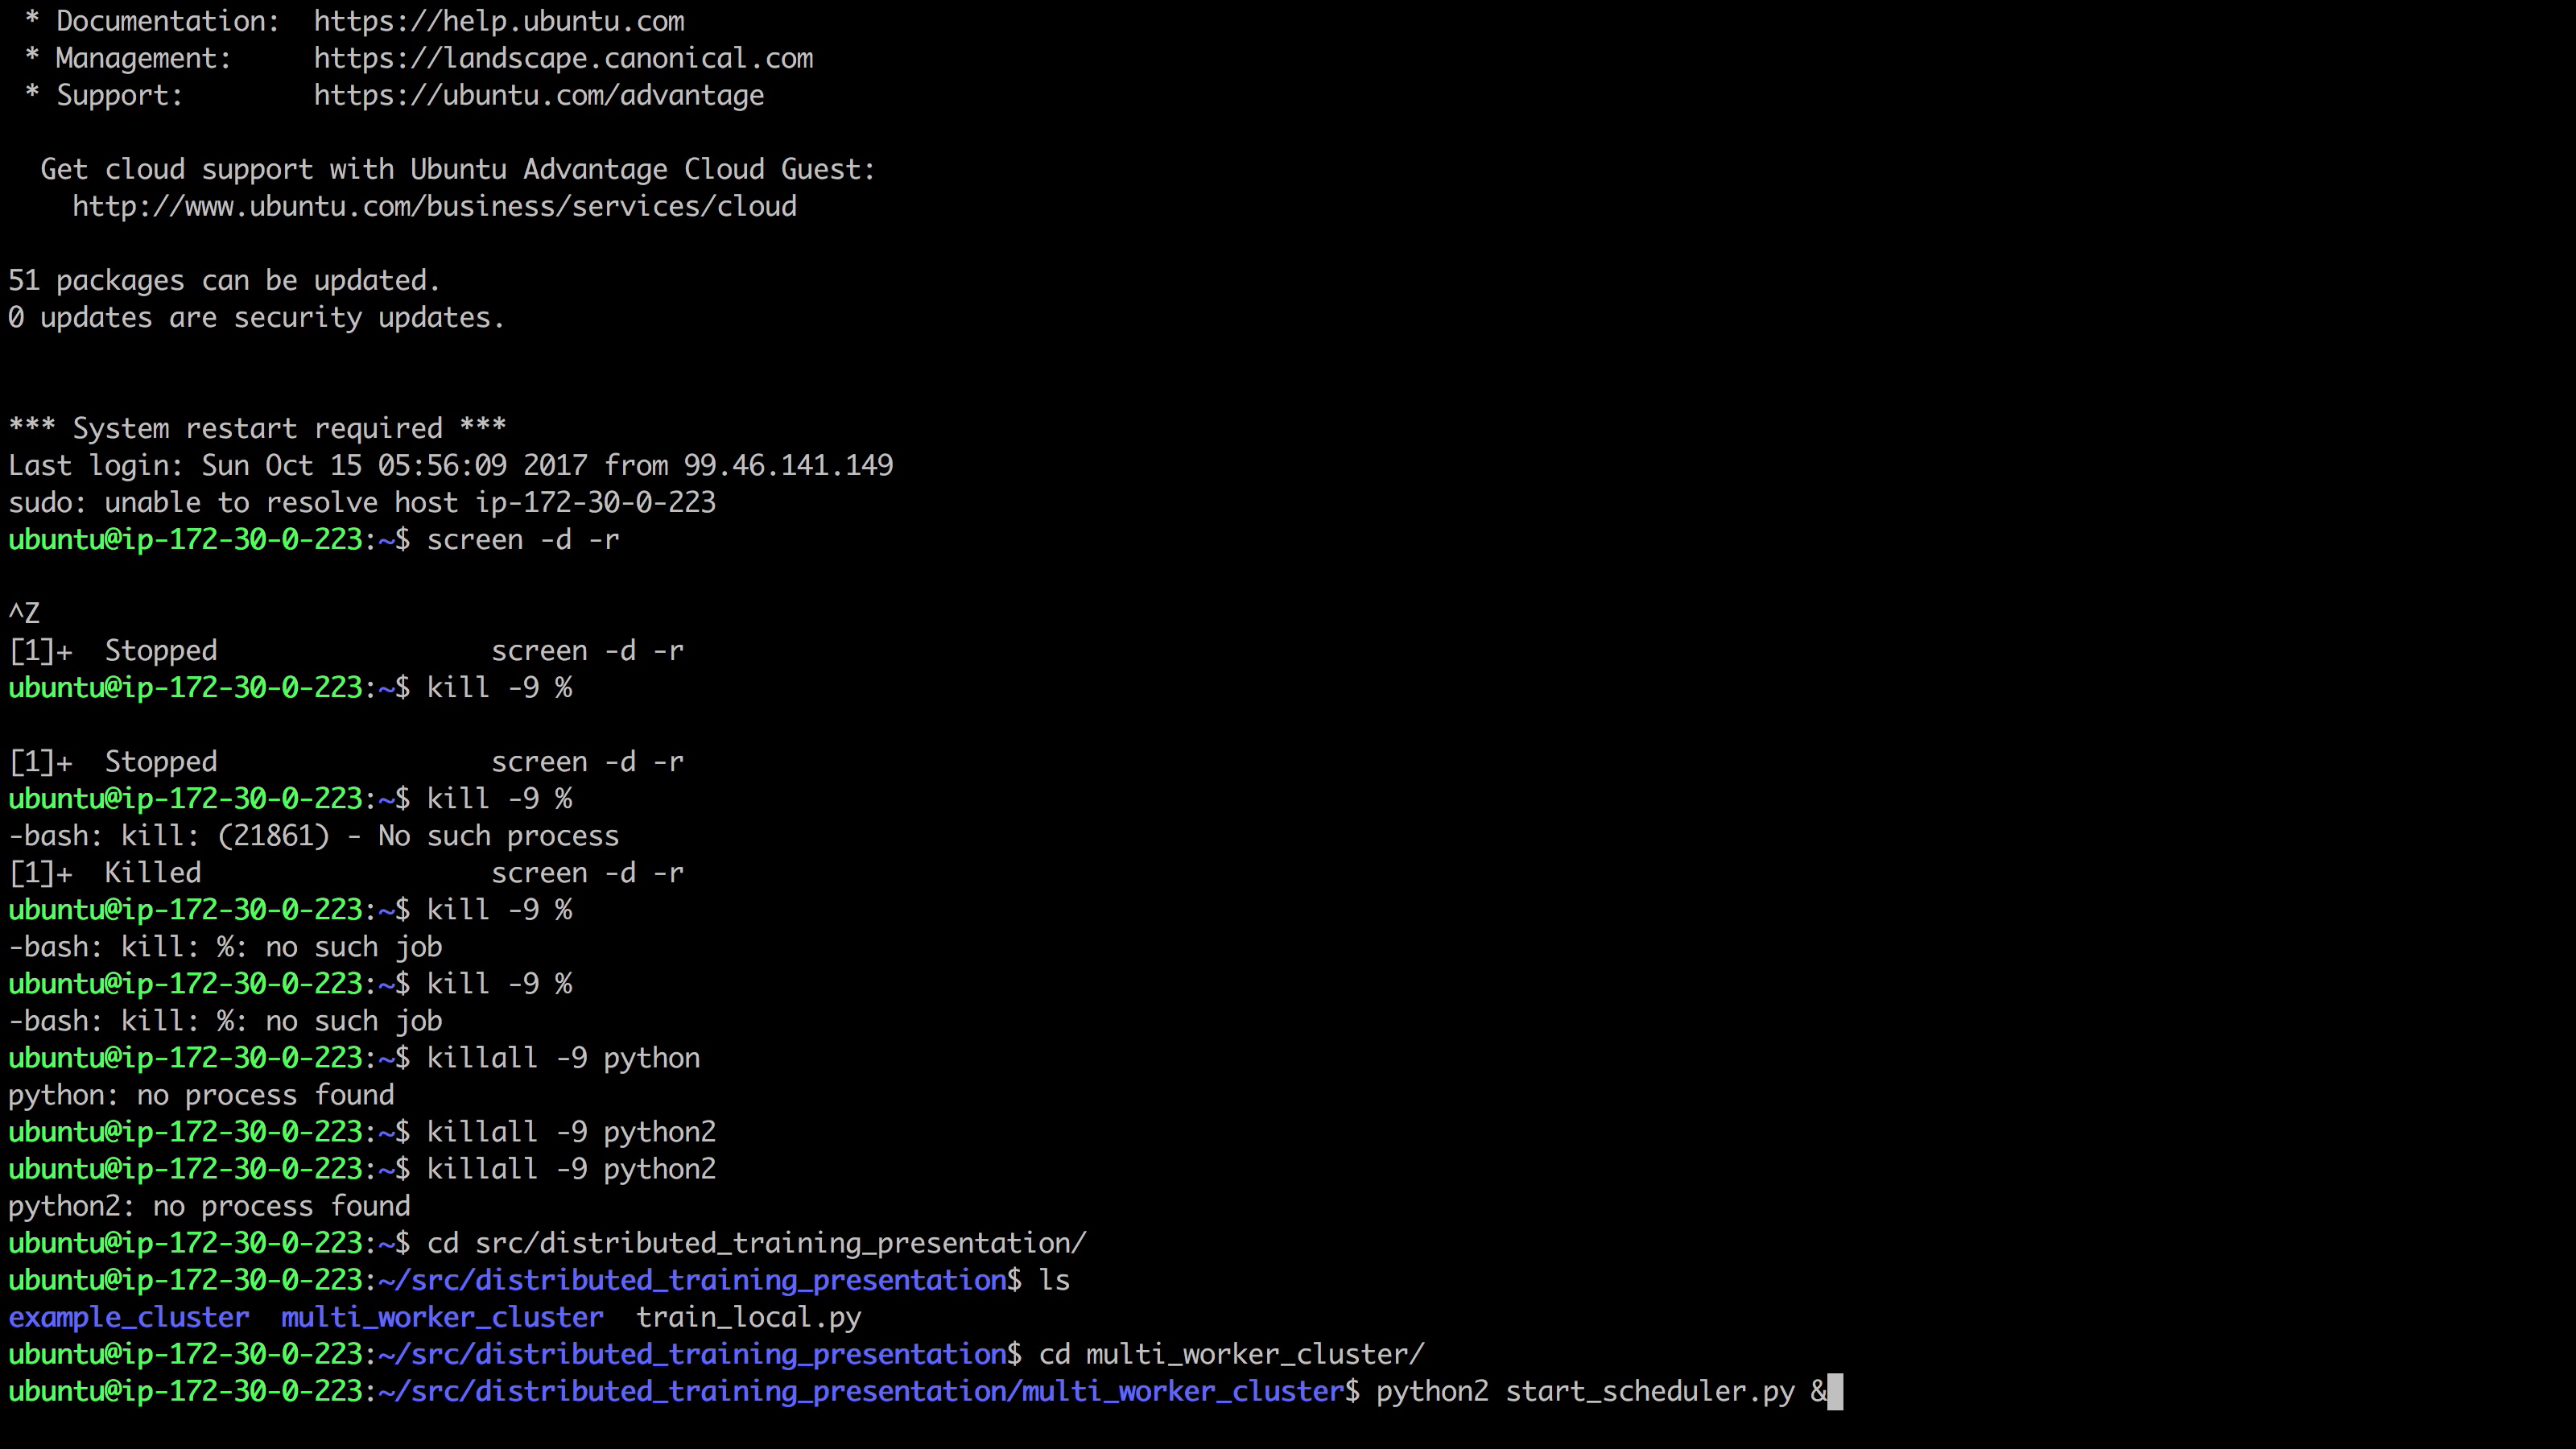 * Documentation:  https://help.ubuntu.com
* Management:     https://landscape.canonical.com
* Support:        https://ubuntu.com/advantage
Get cloud support with Ubuntu Advantage Cloud Guest:
http://www.ubuntu.com/business/services/cloud
51 packages can be updated.
0 updates are security updates.
*** System restart required ***
Last login: Sun Oct 15 05:56:09 2017 from 99.46.141.149
sudo: unable to resolve host ip-172-30-0-223
ubuntu@ip-172-30-0-223:~$ screen -d -r
^Z
[1]+  Stopped                 screen -d -r
ubuntu@ip-172-30-0-223:~$ kill -9 %
[1]+  Stopped                 screen -d -r
ubuntu@ip-172-30-0-223:~$ kill -9 %
-bash: kill: (21861) - No such process
[1]+  Killed                  screen -d -r
ubuntu@ip-172-30-0-223:~$ kill -9 %
-bash: kill: %: no such job
ubuntu@ip-172-30-0-223:~$ kill -9 %
-bash: kill: %: no such job
ubuntu@ip-172-30-0-223:~$ killall -9 python
python: no process found
ubuntu@ip-172-30-0-223:~$ killall -9 python2
ubuntu@ip-172-30-0-223:~$ killall -9 python2
python2: no process found
ubuntu@ip-172-30-0-223:~$ cd src/distributed_training_presentation/
ubuntu@ip-172-30-0-223:~/src/distributed_training_presentation$ ls
example_cluster  multi_worker_cluster  train_local.py
ubuntu@ip-172-30-0-223:~/src/distributed_training_presentation$ cd multi_worker_cluster/
ubuntu@ip-172-30-0-223:~/src/distributed_training_presentation/multi_worker_cluster$ python2 start_scheduler.py &